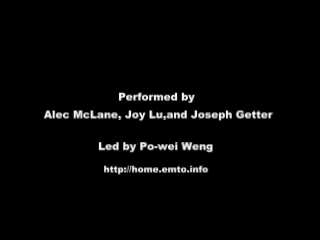 Performed by
Alec McLane, Joy Lu,and Joseph Getter
Led by Po-wei Weng
http://home.emto.info